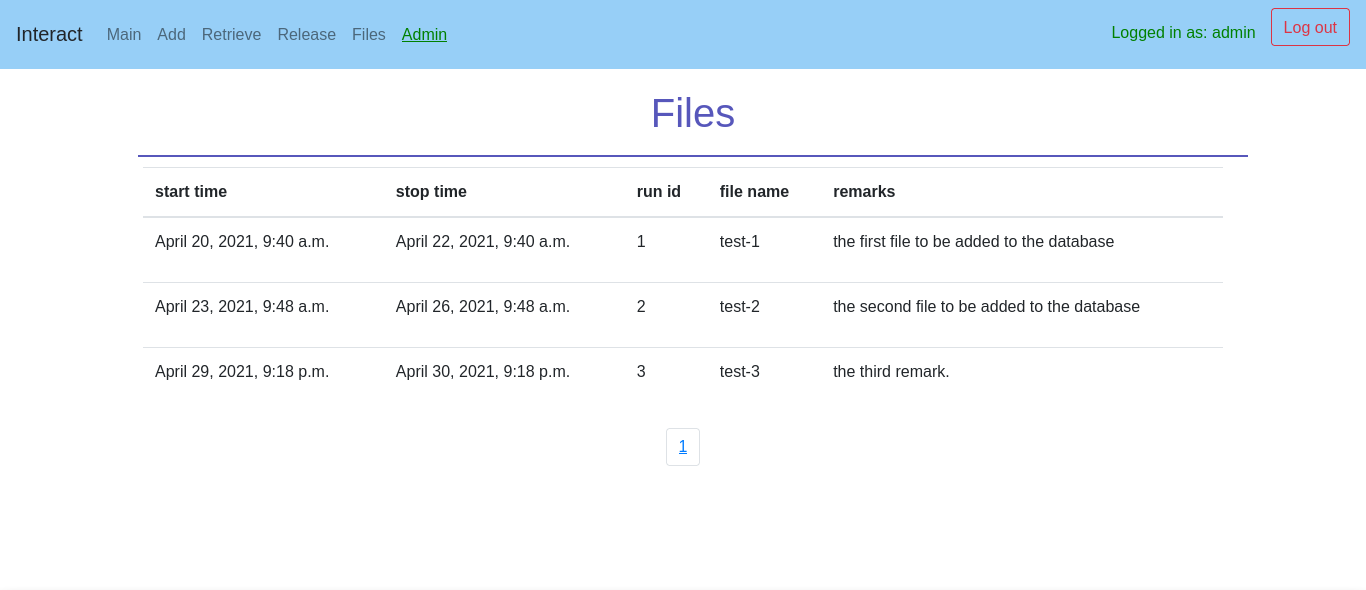 Interact Main Add Retrieve Release Files Admin Logged in as: admin Log out
Files
start time stop time run id file name remarks
April 20, 2021, 9:40 a.m. April 22, 2021, 9:40 a.m. 1 test-1 the first file to be added to the database
April 23, 2021, 9:48 a.m. April 26, 2021, 9:48 a.m. 2 test-2 the second file to be added to the database
April 29, 2021, 9:18 p.m. April 30, 2021, 9:18 p.m. 3 test-3 the third remark.
1